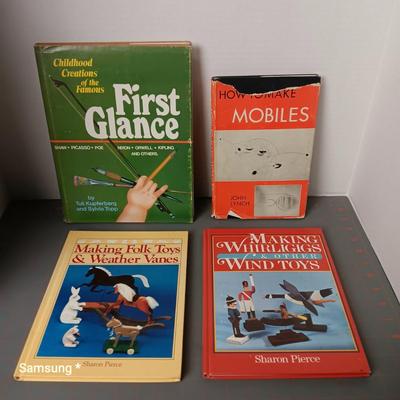 Childhood
Creations
of the
Famous
First
Glance
SHAW • PICASSO • POE BYRON • ORWELL • KIPLING
AND OTHERS.
by
Tuli Kupferberg
and Sylvia Topp
HOW TO MAKE
MOBILES
JOHN
LYNCH
Making Folk Toys
& Weather Vanes
Sharon Pierce
MAKING
WHIRLIGIGS
& OTHER
WIND TOYS
Sharon Pierce
Samsung *